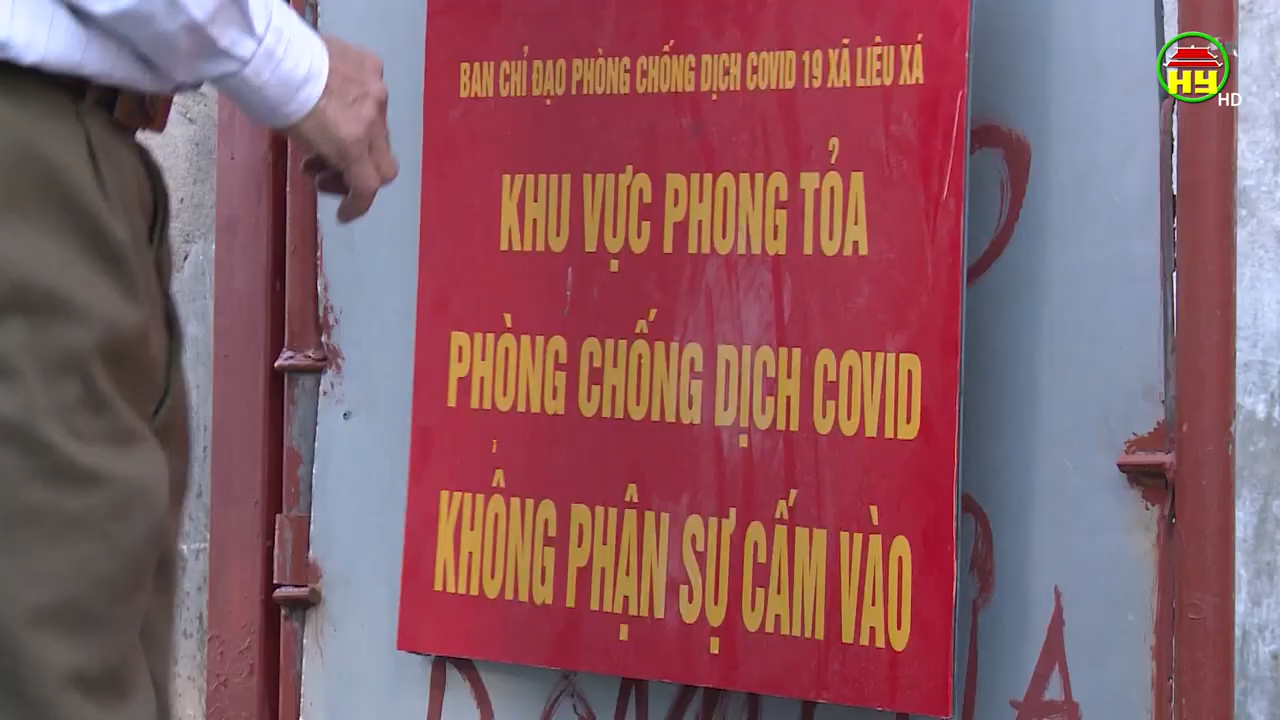 BAN CHỈ ĐẠO PHÒNG CHỐNG DỊCH COVID 19 XÃ LIÊU XÁ
HY
HD
KHU VỰC PHONG TỎA
PHÒNG CHỐNG DỊCH COVID
KHÔNG PHẬN SỰ CẤM VÀO